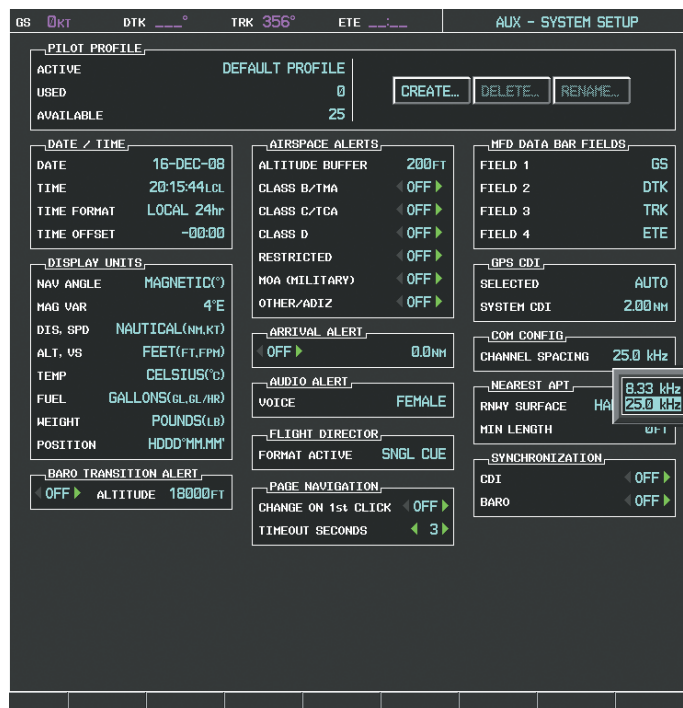 GS 0KT DTK ___° TRK 356° ETE __:__ AUX - SYSTEM SETUP
PILOT PROFILE
ACTIVE DEFAULT PROFILE
USED 0
AVAILABLE 25
CREATE... DELETE... RENAME...
DATE / TIME
DATE 16-DEC-08
TIME 20:15:44LCL
TIME FORMAT LOCAL 24hr
TIME OFFSET -00:00
DISPLAY UNITS
NAV ANGLE MAGNETIC(°)
MAG VAR 4°E
DIS, SPD NAUTICAL(NM,KT)
ALT, VS FEET(FT,FPM)
TEMP CELSIUS(°C)
FUEL GALLONS(GL,GL/HR)
WEIGHT POUNDS(LB)
POSITION HDDD°MM.MM'
BARO TRANSITION ALERT
OFF ALTITUDE 18000FT
AIRSPACE ALERTS
ALTITUDE BUFFER 200FT
CLASS B/TMA OFF
CLASS C/TCA OFF
CLASS D OFF
RESTRICTED OFF
MOA (MILITARY) OFF
OTHER/ADIZ OFF
ARRIVAL ALERT
OFF 0.0NM
AUDIO ALERT
VOICE FEMALE
FLIGHT DIRECTOR
FORMAT ACTIVE SNGL CUE
PAGE NAVIGATION
CHANGE ON 1st CLICK OFF
TIMEOUT SECONDS 3
MFD DATA BAR FIELDS
FIELD 1 GS
FIELD 2 DTK
FIELD 3 TRK
FIELD 4 ETE
GPS CDI
SELECTED AUTO
SYSTEM CDI 2.00NM
COM CONFIG
CHANNEL SPACING 25.0 kHz
8.33 kHz
25.0 kHz
NEAREST APT
RNWY SURFACE HA
MIN LENGTH 0FT
SYNCHRONIZATION
CDI OFF
BARO OFF